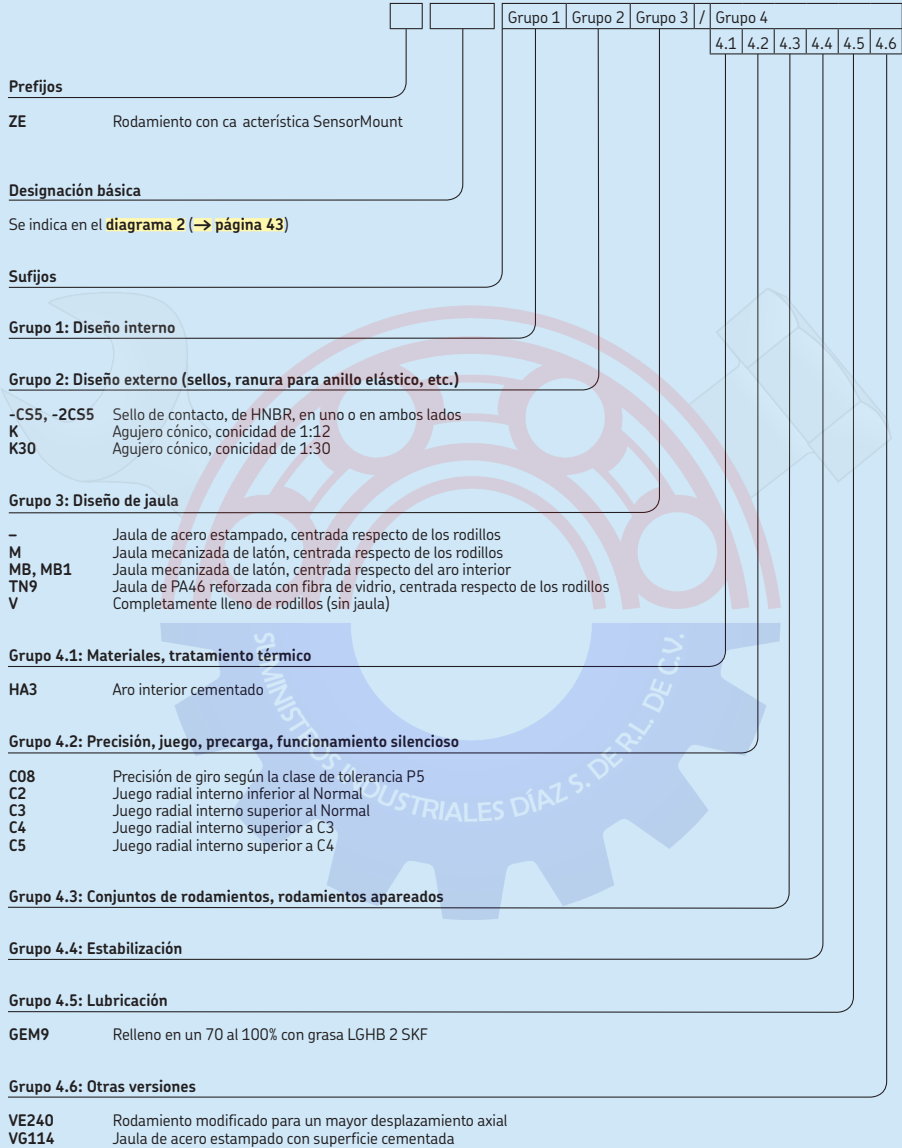 Grupo 1 Grupo 2 Grupo 3 / Grupo 4
4.1 4.2 4.3 4.4 4.5 4.6
Prefijos
ZE Rodamiento con ca acterística SensorMount
Designación básica
Se indica en el diagrama 2 (→ página 43)
Sufijos
Grupo 1: Diseño interno
Grupo 2: Diseño externo (sellos, ranura para anillo elástico, etc.)
-CS5, -2CS5 Sello de contacto, de HNBR, en uno o en ambos lados
K Agujero cónico, conicidad de 1:12
K30 Agujero cónico, conicidad de 1:30
Grupo 3: Diseño de jaula
– Jaula de acero estampado, centrada respecto de los rodillos
M Jaula mecanizada de latón, centrada respecto de los rodillos
MB, MB1 Jaula mecanizada de latón, centrada respecto del aro interior
TN9 Jaula de PA46 reforzada con fibra de vidrio, centrada respecto de los rodillos
V Completamente lleno de rodillos (sin jaula)
Grupo 4.1: Materiales, tratamiento térmico
HA3 Aro interior cementado
Grupo 4.2: Precisión, juego, precarga, funcionamiento silencioso
C08 Precisión de giro según la clase de tolerancia P5
C2 Juego radial interno inferior al Normal
C3 Juego radial interno superior al Normal
C4 Juego radial interno superior a C3
C5 Juego radial interno superior a C4
Grupo 4.3: Conjuntos de rodamientos, rodamientos apareados
Grupo 4.4: Estabilización
Grupo 4.5: Lubricación
GEM9 Relleno en un 70 al 100% con grasa LGHB 2 SKF
Grupo 4.6: Otras versiones
VE240 Rodamiento modificado para un mayor desplazamiento axial
VG114 Jaula de acero estampado con superficie cementada
SUMINISTROS INDUSTRIALES DÍAZ S. DE R.L. DE C.V.